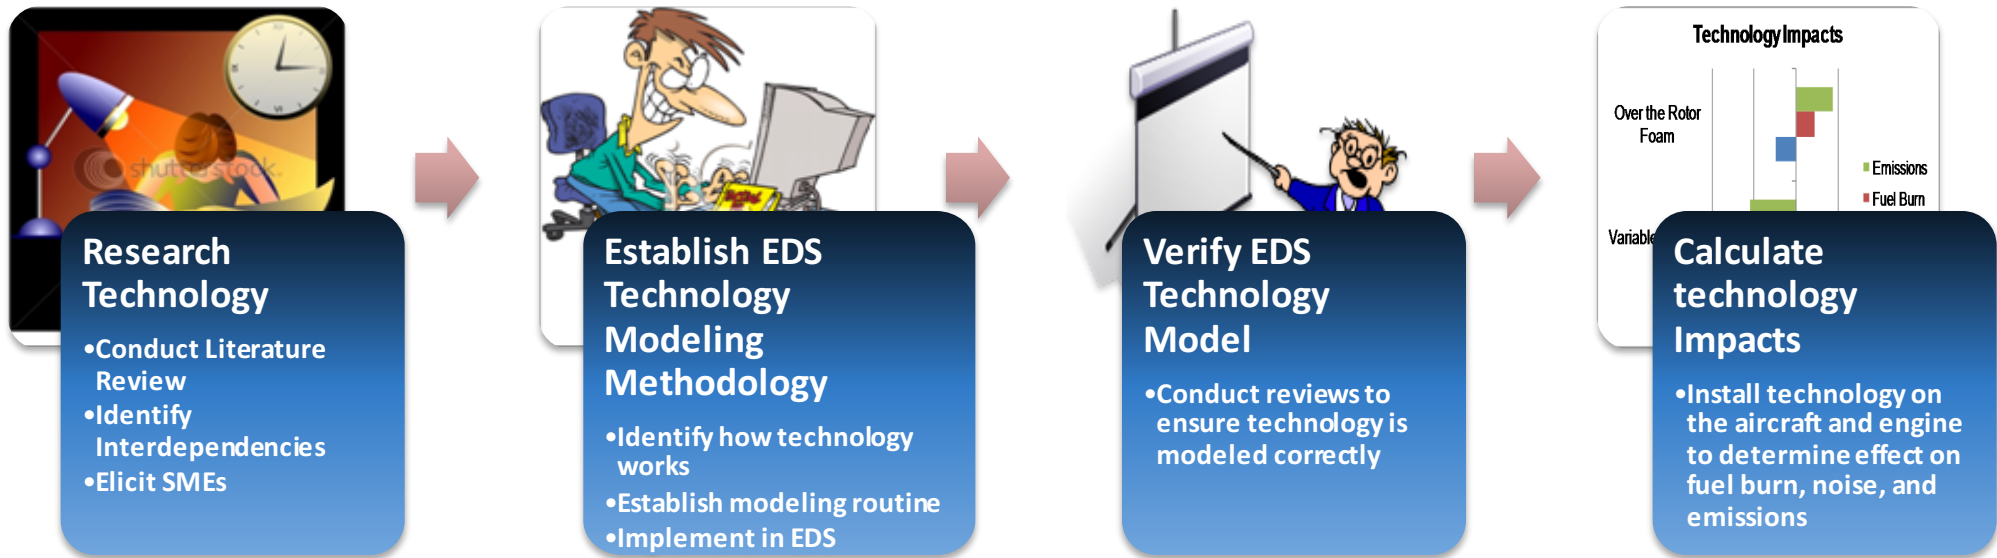 shutterstock
Research
Technology
•Conduct Literature
Review
•Identify
Interdependencies
•Elicit SMEs
Establish EDS
Technology
Modeling
Methodology
•Identify how technology
works
•Establish modeling routine
•Implement in EDS
Verify EDS
Technology
Model
•Conduct reviews to
ensure technology is
modeled correctly
Technology Impacts
Over the Rotor
Foam
Emissions
Fuel Burn
Variable
Calculate
technology
Impacts
•Install technology on
the aircraft and engine
to determine effect on
fuel burn, noise, and
emissions